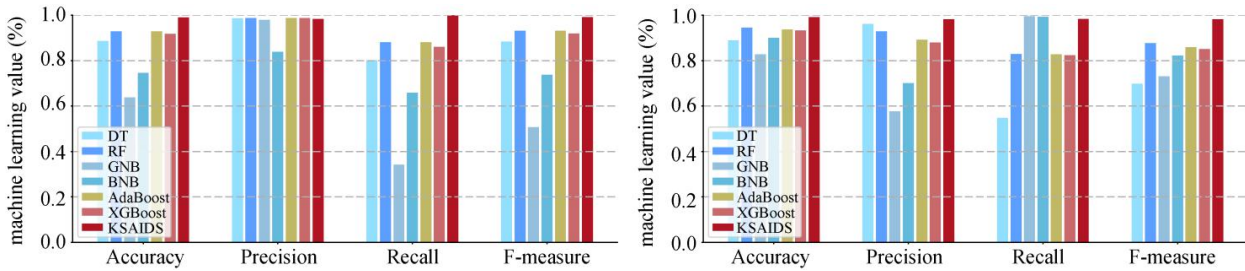 machine learning value (%)
1.0
0.8
0.6
0.4
0.2
0.0
DT
RF
GNB
BNB
AdaBoost
XGBoost
KSAIDS
Accuracy Precision Recall F-measure
machine learning value (%)
1.0
0.8
0.6
0.4
0.2
0.0
DT
RF
GNB
BNB
AdaBoost
XGBoost
KSAIDS
Accuracy Precision Recall F-measure